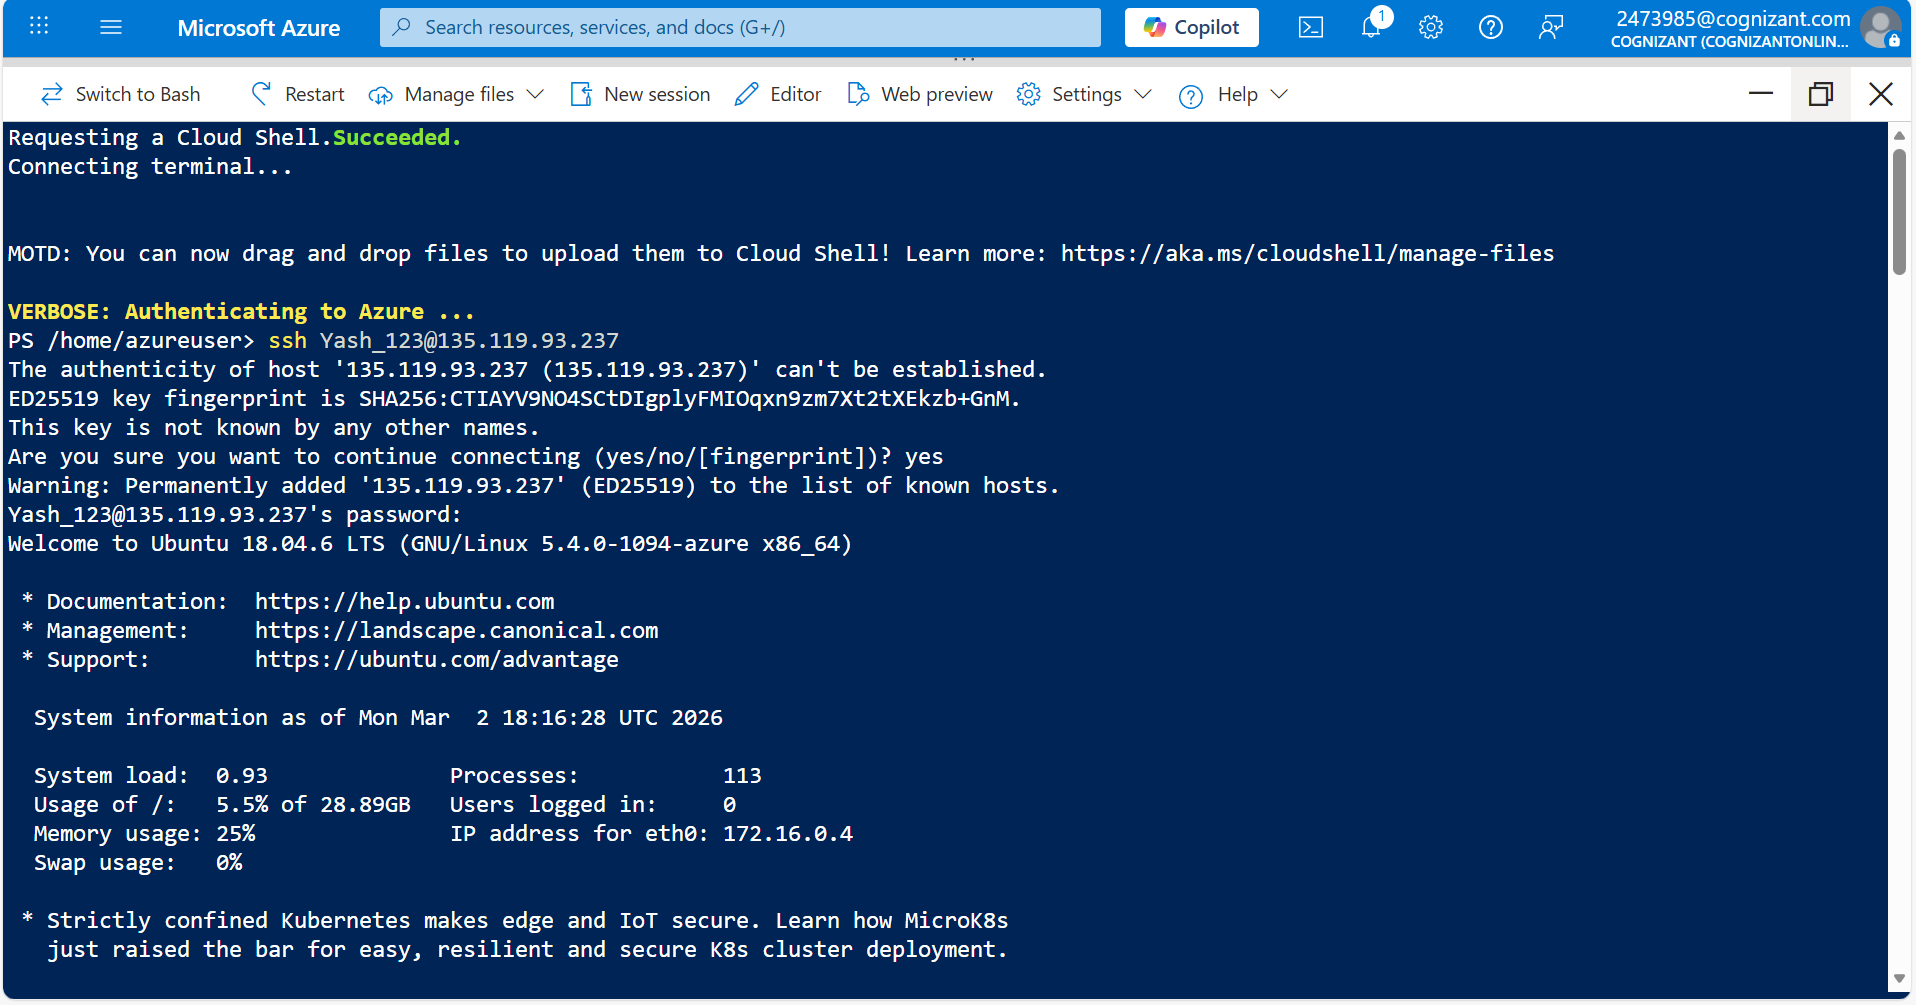 Microsoft Azure
Search resources, services, and docs (G+/)
Copilot
1
2473985@cognizant.com
COGNIZANT (COGNIZANTONLIN...
Switch to Bash
Restart
Manage files
New session
Editor
Web preview
Settings
Help
Requesting a Cloud Shell.Succeeded.
Connecting terminal...
MOTD: You can now drag and drop files to upload them to Cloud Shell! Learn more: https://aka.ms/cloudshell/manage-files
VERBOSE: Authenticating to Azure ...
PS /home/azureuser> ssh Yash_123@135.119.93.237
The authenticity of host '135.119.93.237 (135.119.93.237)' can't be established.
ED25519 key fingerprint is SHA256:CTIAYV9NO4SCtDIgplyFMIOqxn9zm7Xt2tXEkzb+GnM.
This key is not known by any other names.
Are you sure you want to continue connecting (yes/no/[fingerprint])? yes
Warning: Permanently added '135.119.93.237' (ED25519) to the list of known hosts.
Yash_123@135.119.93.237's password:
Welcome to Ubuntu 18.04.6 LTS (GNU/Linux 5.4.0-1094-azure x86_64)
* Documentation:  https://help.ubuntu.com
* Management:     https://landscape.canonical.com
* Support:        https://ubuntu.com/advantage
System information as of Mon Mar  2 18:16:28 UTC 2026
System load:  0.93              Processes:           113
Usage of /:   5.5% of 28.89GB   Users logged in:     0
Memory usage: 25%               IP address for eth0: 172.16.0.4
Swap usage:   0%
* Strictly confined Kubernetes makes edge and IoT secure. Learn how MicroK8s
just raised the bar for easy, resilient and secure K8s cluster deployment.